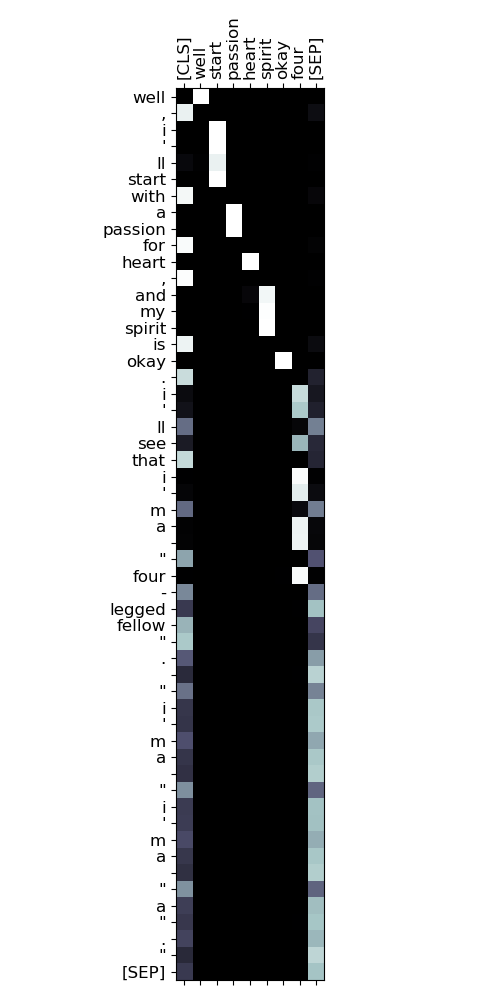 [CLS]
well
start
passion
heart
spirit
okay
four
[SEP]
well
,
i
'
ll
start
with
a
passion
for
heart
,
and
my
spirit
is
okay
.
i
'
ll
see
that
i
'
m
a
"
four
-
legged
fellow
"
.
"
i
'
m
a
"
i
'
m
a
"
a
"
.
"
[SEP]